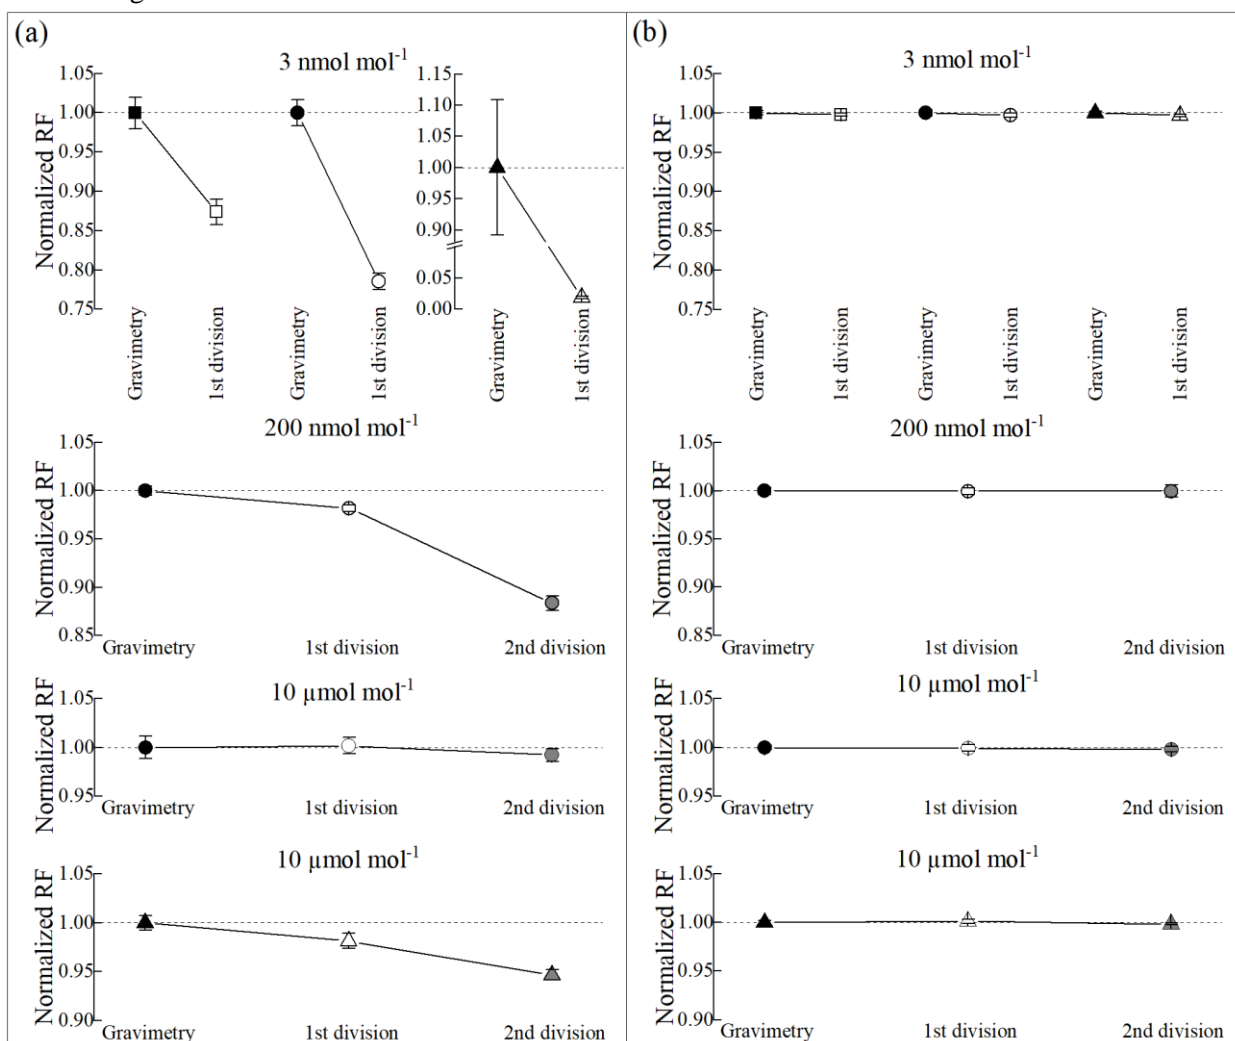 (a)
3 nmol mol⁻¹
Normalized RF
1.05
1.00
0.95
0.90
0.85
0.80
0.75
Gravimetry
1st division
Gravimetry
1st division
1.15
1.10
1.05
1.00
0.95
0.90
0.05
0.00
Gravimetry
1st division
200 nmol mol⁻¹
Normalized RF
1.05
1.00
0.95
0.90
0.85
Gravimetry
1st division
2nd division
10 µmol mol⁻¹
Normalized RF
1.05
1.00
0.95
Gravimetry
1st division
2nd division
10 µmol mol⁻¹
Normalized RF
1.05
1.00
0.95
0.90
Gravimetry
1st division
2nd division
(b)
3 nmol mol⁻¹
Normalized RF
1.05
1.00
0.95
0.90
0.85
0.80
0.75
Gravimetry
1st division
Gravimetry
1st division
Gravimetry
1st division
200 nmol mol⁻¹
Normalized RF
1.05
1.00
0.95
0.90
0.85
Gravimetry
1st division
2nd division
10 µmol mol⁻¹
Normalized RF
1.05
1.00
0.95
Gravimetry
1st division
2nd division
10 µmol mol⁻¹
Normalized RF
1.05
1.00
0.95
0.90
Gravimetry
1st division
2nd division